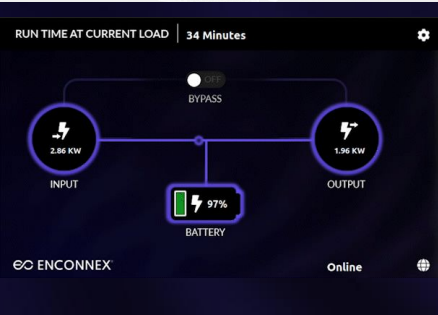 RUN TIME AT CURRENT LOAD 34 Minutes
OFF
BYPASS
2.86 KW
1.96 KW
INPUT
OUTPUT
97%
BATTERY
ENCONNEX
Online